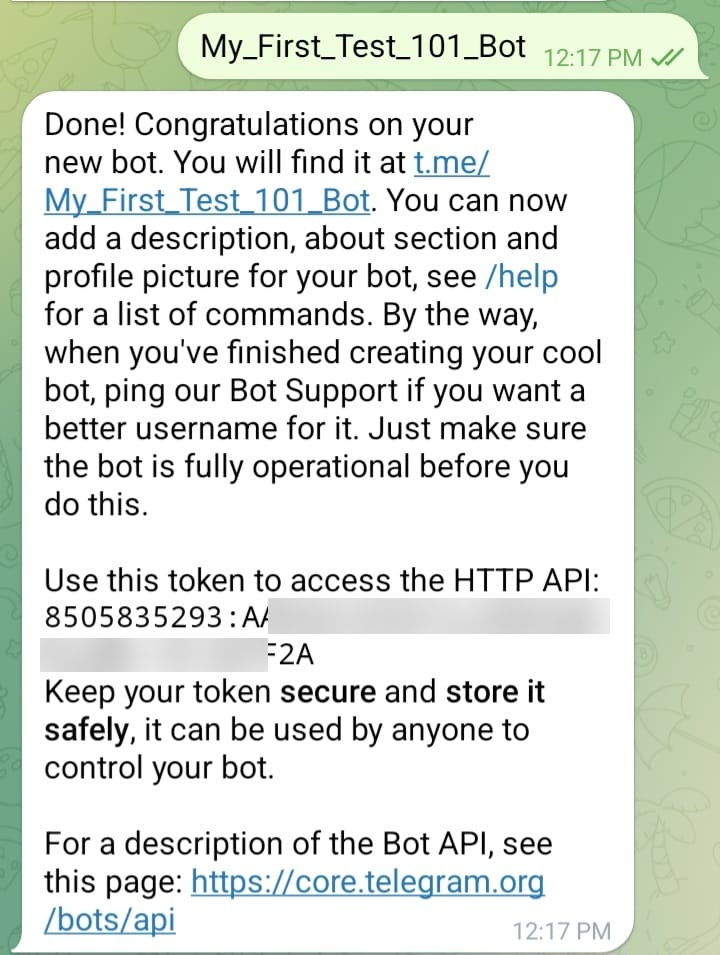 My_First_Test_101_Bot 12:17 PM
Done! Congratulations on your
new bot. You will find it at t.me/
My_First_Test_101_Bot. You can now
add a description, about section and
profile picture for your bot, see /help
for a list of commands. By the way,
when you've finished creating your cool
bot, ping our Bot Support if you want a
better username for it. Just make sure
the bot is fully operational before you
do this.
Use this token to access the HTTP API:
8505835293:A
2A
Keep your token secure and store it
safely, it can be used by anyone to
control your bot.
For a description of the Bot API, see
this page: https://core.telegram.org
/bots/api
12:17 PM